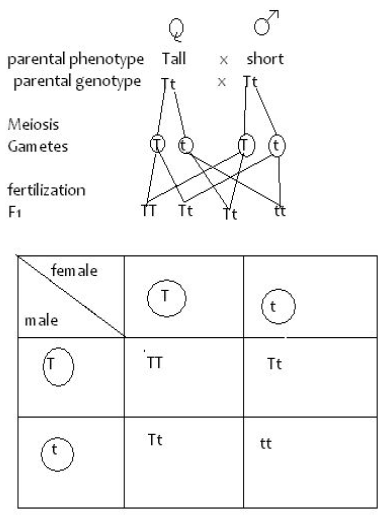 ♀ ♂
parental phenotype Tall x short
parental genotype Tt x Tt
Meiosis
Gametes T t T t
fertilization
F1 TT Tt Tt tt
female
male
T t
T TT Tt
t Tt tt